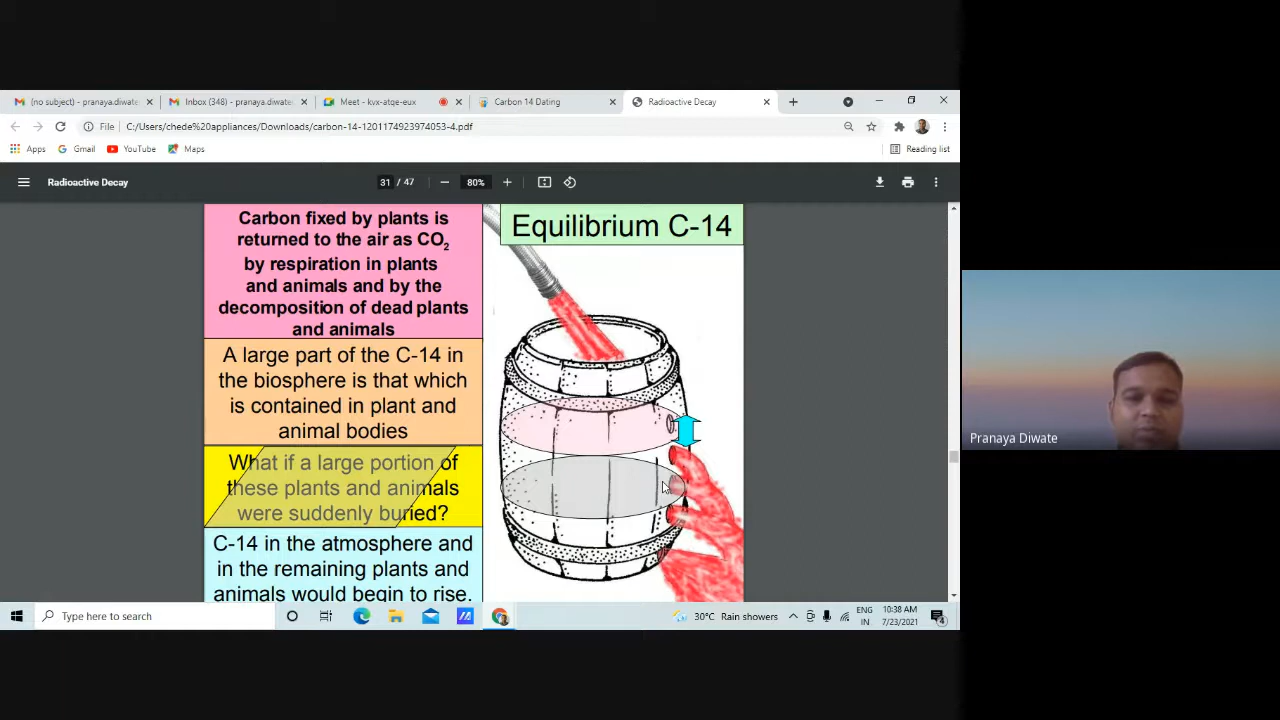 (no subject) - pranaya.diwate
Inbox (348) - pranaya.diwate
Meet - kvx-atqe-eux
Carbon 14 Dating
Radioactive Decay
File
C:/Users/chede%20appliances/Downloads/carbon-14-1201174923974053-4.pdf
Apps
Gmail
YouTube
Maps
Reading list
Radioactive Decay
31 / 47
80%
Carbon fixed by plants is
returned to the air as CO₂
by respiration in plants
and animals and by the
decomposition of dead plants
and animals
A large part of the C-14 in
the biosphere is that which
is contained in plant and
animal bodies
What if a large portion of
these plants and animals
were suddenly buried?
C-14 in the atmosphere and
in the remaining plants and
animals would begin to rise.
Equilibrium C-14
Pranaya Diwate
Type here to search
30°C Rain showers
ENG
IN
10:38 AM
7/23/2021
4